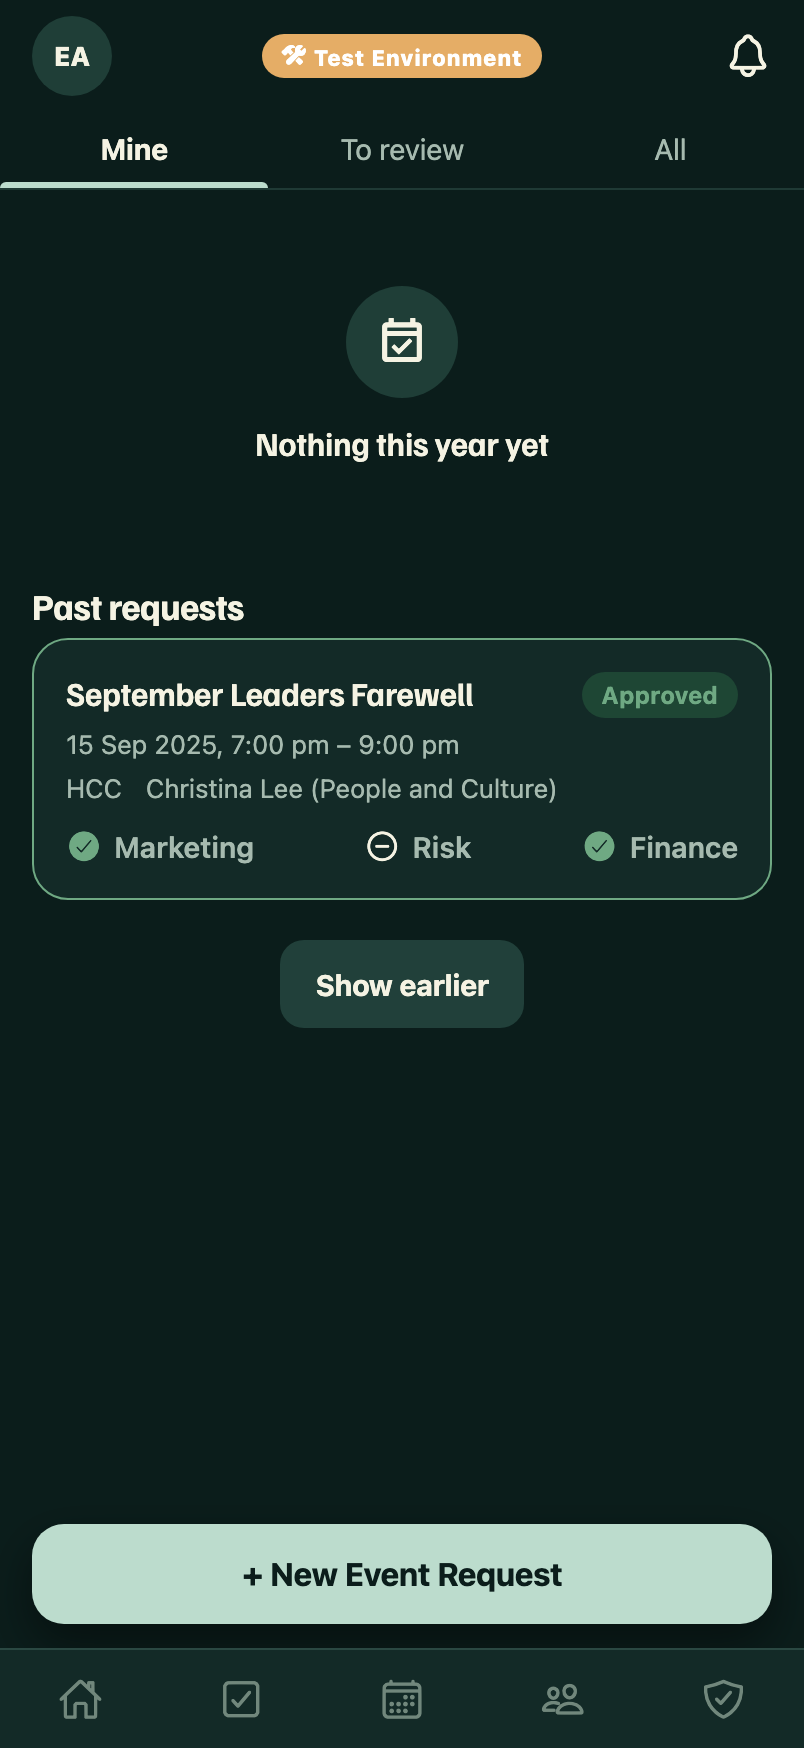 EA
Test Environment
Mine
To review
All
Nothing this year yet
Past requests
September Leaders Farewell
Approved
15 Sep 2025, 7:00 pm – 9:00 pm
HCC Christina Lee (People and Culture)
Marketing
Risk
Finance
Show earlier
+ New Event Request